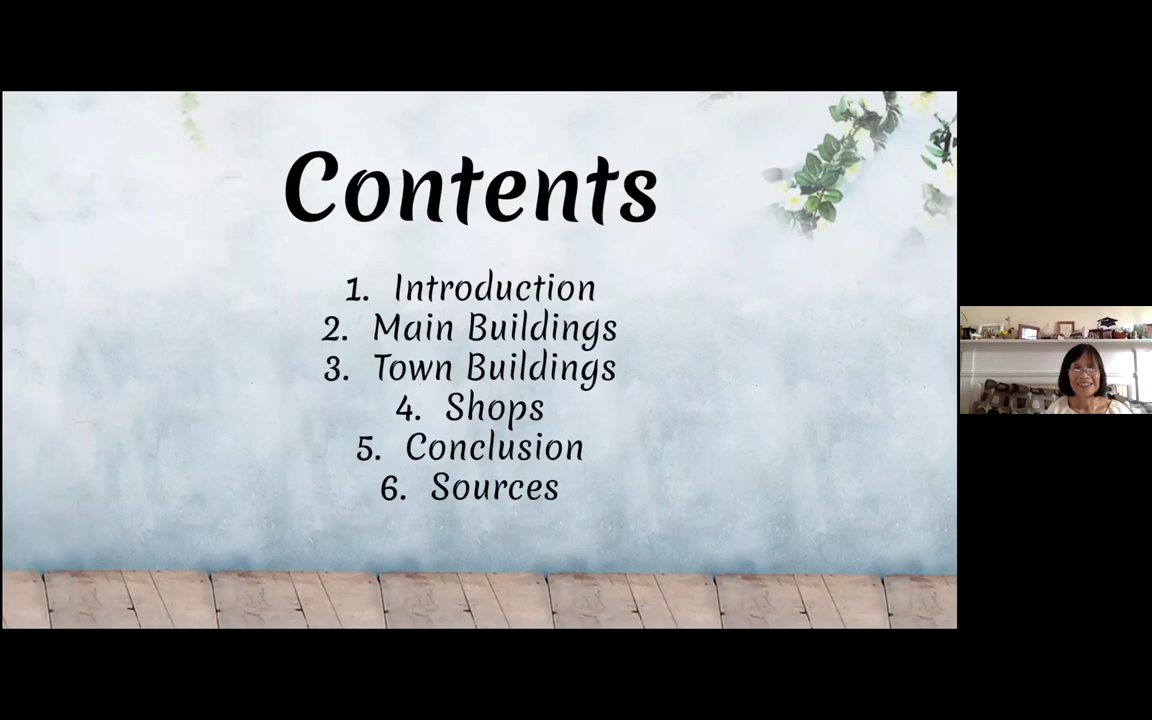 Contents
1. Introduction
2. Main Buildings
3. Town Buildings
4. Shops
5. Conclusion
6. Sources